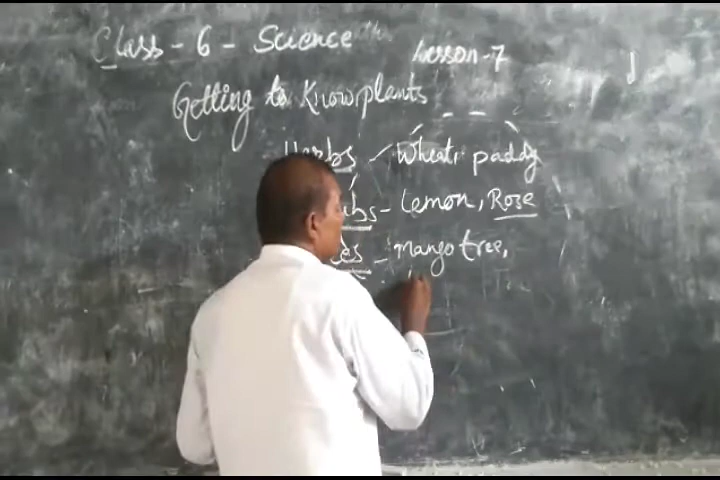 Class - 6 - Science Lesson - 7
Getting to Know plants
Herbs - Wheat, paddy
- Lemon, Rose
- mango tree,